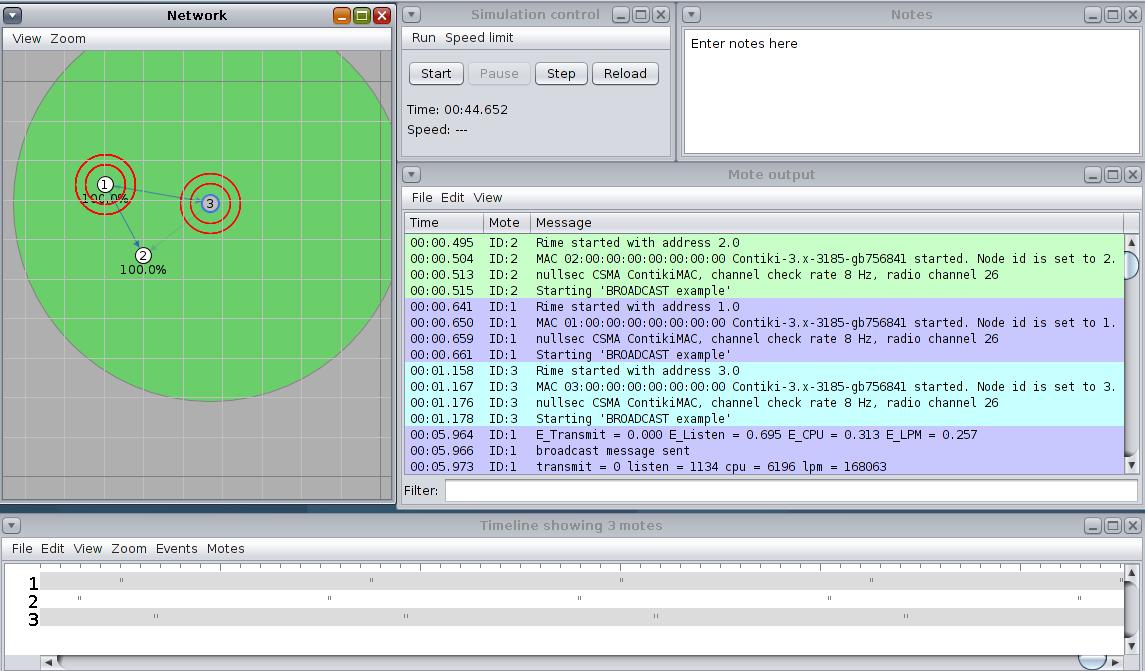 Network
View Zoom
1
100.0%
3
2
100.0%
Simulation control
Run Speed limit
Start Pause Step Reload
Time: 00:44.652
Speed: ---
Notes
Enter notes here
Mote output
File Edit View
Time Mote Message
00:00.495 ID:2 Rime started with address 2.0
00:00.504 ID:2 MAC 02:00:00:00:00:00:00:00 Contiki-3.x-3185-gb756841 started. Node id is set to 2.
00:00.513 ID:2 nullsec CSMA ContikiMAC, channel check rate 8 Hz, radio channel 26
00:00.515 ID:2 Starting 'BROADCAST example'
00:00.641 ID:1 Rime started with address 1.0
00:00.650 ID:1 MAC 01:00:00:00:00:00:00:00 Contiki-3.x-3185-gb756841 started. Node id is set to 1.
00:00.659 ID:1 nullsec CSMA ContikiMAC, channel check rate 8 Hz, radio channel 26
00:00.661 ID:1 Starting 'BROADCAST example'
00:01.158 ID:3 Rime started with address 3.0
00:01.167 ID:3 MAC 03:00:00:00:00:00:00:00 Contiki-3.x-3185-gb756841 started. Node id is set to 3.
00:01.176 ID:3 nullsec CSMA ContikiMAC, channel check rate 8 Hz, radio channel 26
00:01.178 ID:3 Starting 'BROADCAST example'
00:05.964 ID:1 E_Transmit = 0.000 E_Listen = 0.695 E_CPU = 0.313 E_LPM = 0.257
00:05.966 ID:1 broadcast message sent
00:05.973 ID:1 transmit = 0 listen = 1134 cpu = 6196 lpm = 168063
Filter:
Timeline showing 3 motes
File Edit View Zoom Events Motes
1
2
3